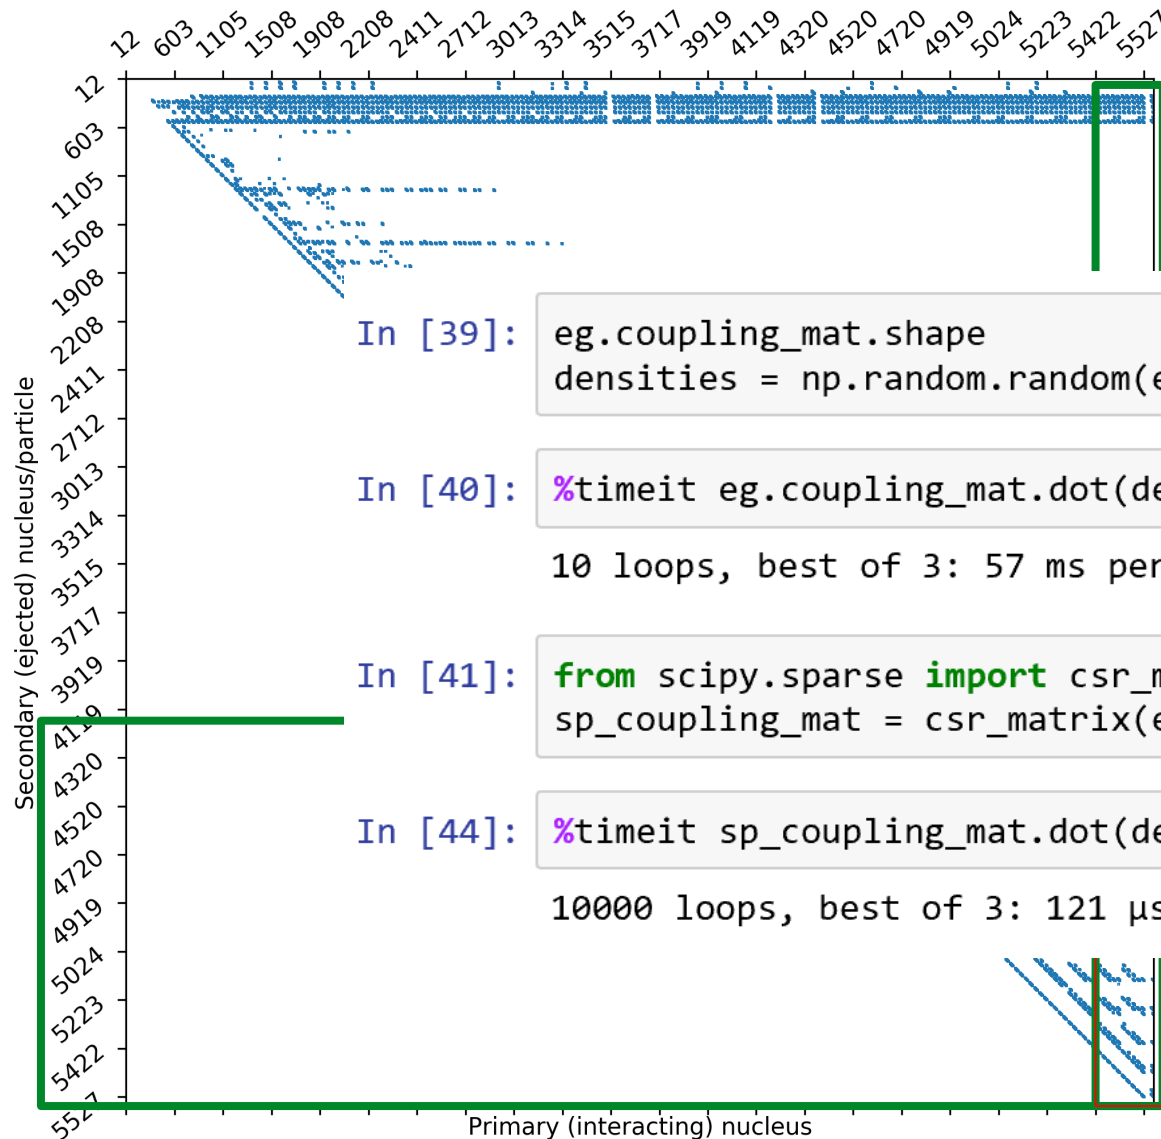 12 603 1105 1508 1908 2208 2411 2712 3013 3314 3515 3717 3919 4119 4320 4520 4720 4919 5024 5223 5422 5527
12
603
1105
1508
1908
2208
2411
2712
3013
3314
3515
3717
3919
4119
4320
4520
4720
4919
5024
5223
5422
5527
Secondary (ejected) nucleus/particle
In [39]: eg.coupling_mat.shape
densities = np.random.random(e
In [40]: %timeit eg.coupling_mat.dot(de
10 loops, best of 3: 57 ms per
In [41]: from scipy.sparse import csr_m
sp_coupling_mat = csr_matrix(e
In [44]: %timeit sp_coupling_mat.dot(de
10000 loops, best of 3: 121 µs
Primary (interacting) nucleus